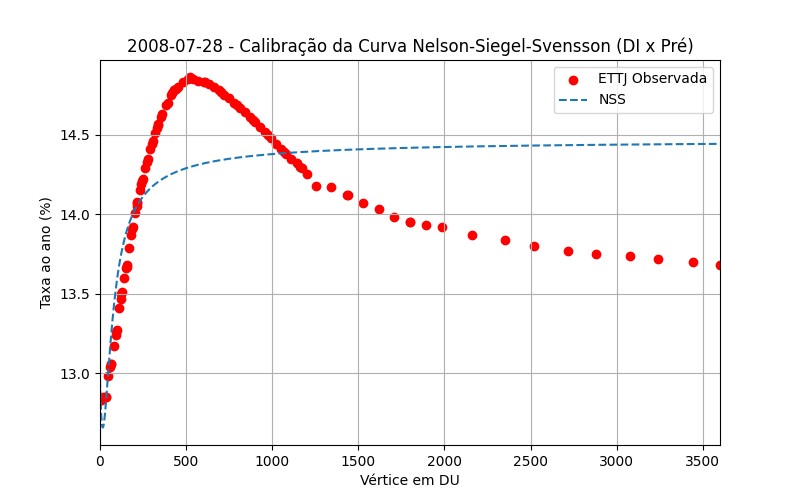 2008-07-28 - Calibração da Curva Nelson-Siegel-Svensson (DI x Pré)
ETTJ Observada
NSS
Taxa ao ano (%)
14.5
14.0
13.5
13.0
0 500 1000 1500 2000 2500 3000 3500
Vértice em DU